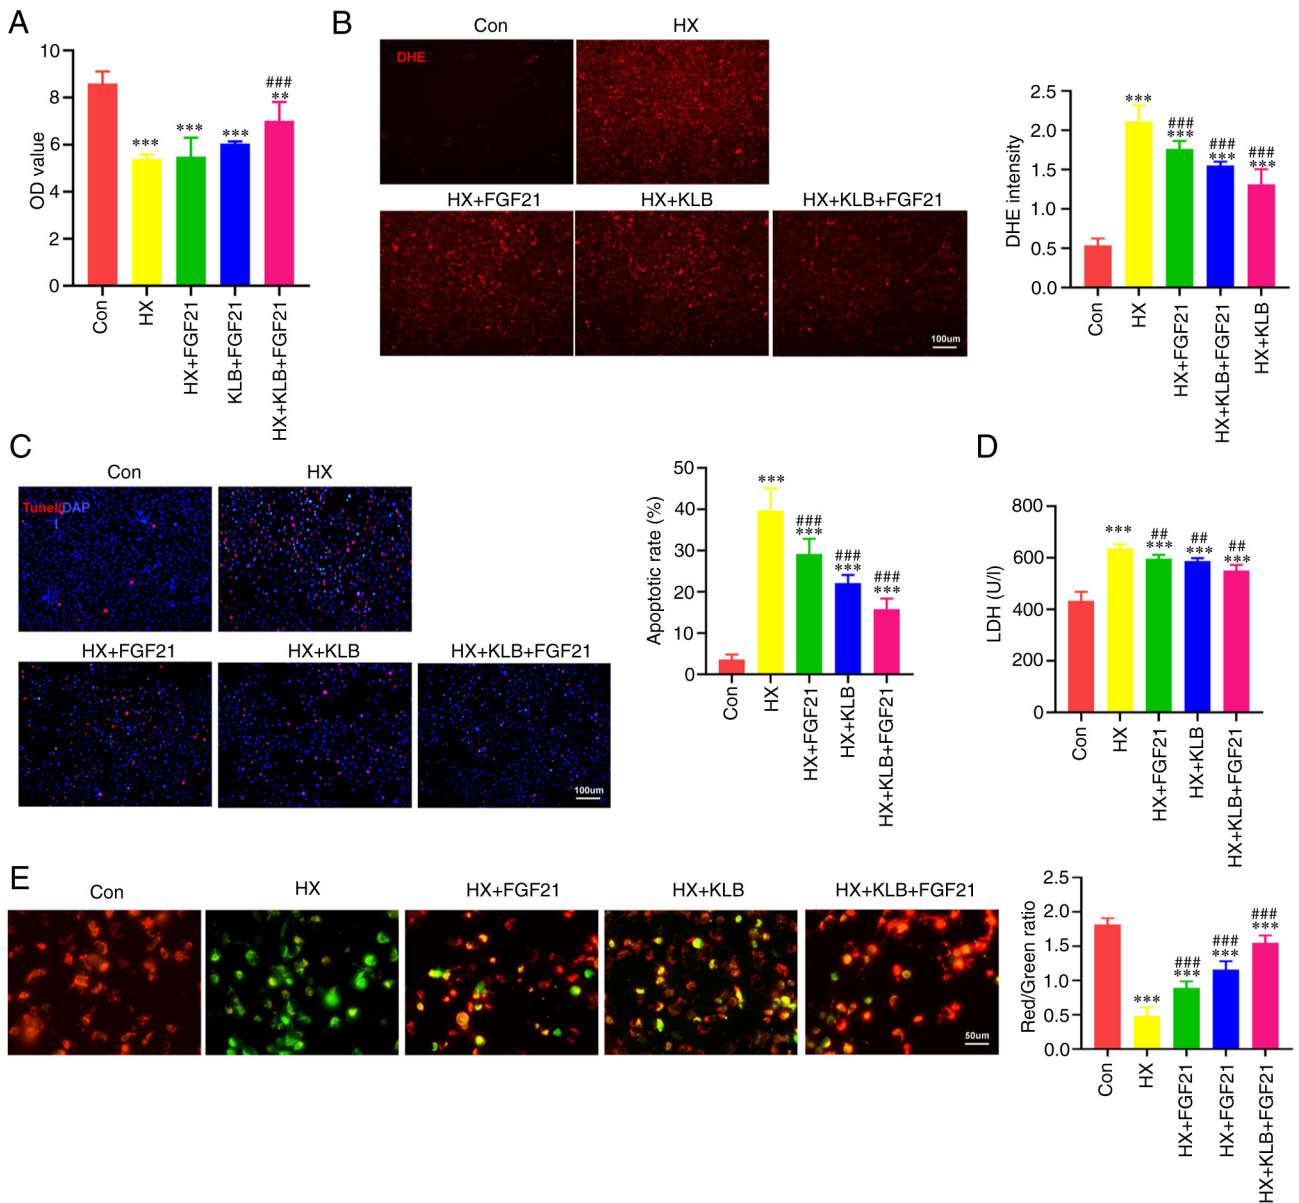 A
10
8
6
4
2
0
OD value
***
***
***
###
**
Con
HX
HX+FGF21
KLB+FGF21
HX+KLB+FGF21
B
Con
HX
DHE
HX+FGF21
HX+KLB
HX+KLB+FGF21
100um
2.5
2.0
1.5
1.0
0.5
0.0
DHE intensity
***
###
***
###
***
###
***
Con
HX
HX+FGF21
HX+KLB+FGF21
HX+KLB
C
Con
HX
Tunel/DAP
I
HX+FGF21
HX+KLB
HX+KLB+FGF21
100um
50
40
30
20
10
0
Apoptotic rate (%)
***
###
***
###
***
###
***
Con
HX
HX+FGF21
HX+KLB
HX+KLB+FGF21
D
800
600
400
200
0
LDH (U/l)
***
##
***
##
***
##
***
Con
HX
HX+FGF21
HX+KLB
HX+KLB+FGF21
E
Con
HX
HX+FGF21
HX+KLB
HX+KLB+FGF21
50um
2.5
2.0
1.5
1.0
0.5
0.0
Red/Green ratio
***
###
***
###
***
###
***
Con
HX
HX+FGF21
HX+FGF21
HX+KLB+FGF21